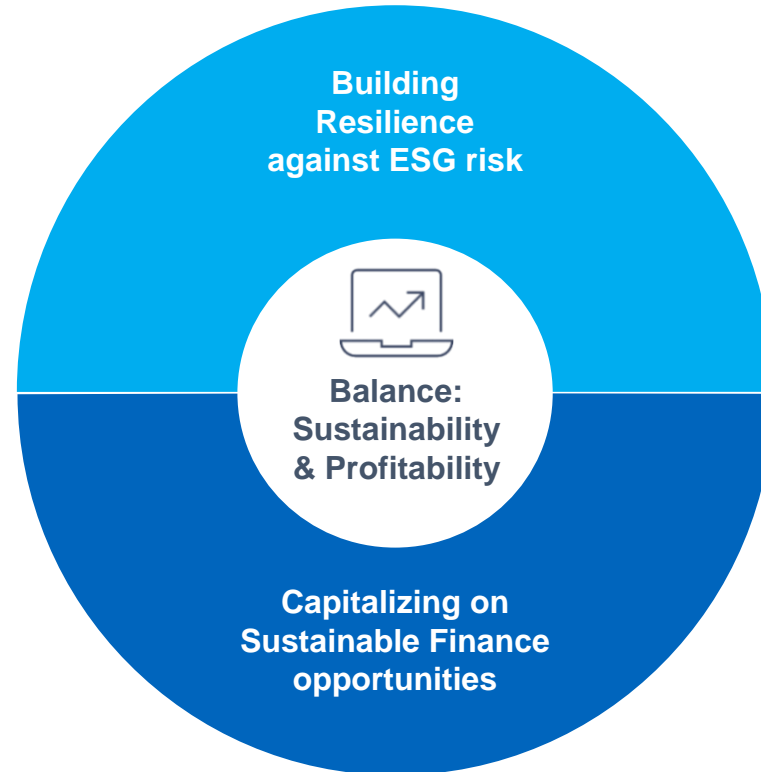 Building
Resilience
against ESG risk
Balance:
Sustainability
& Profitability
Capitalizing on
Sustainable Finance
opportunities